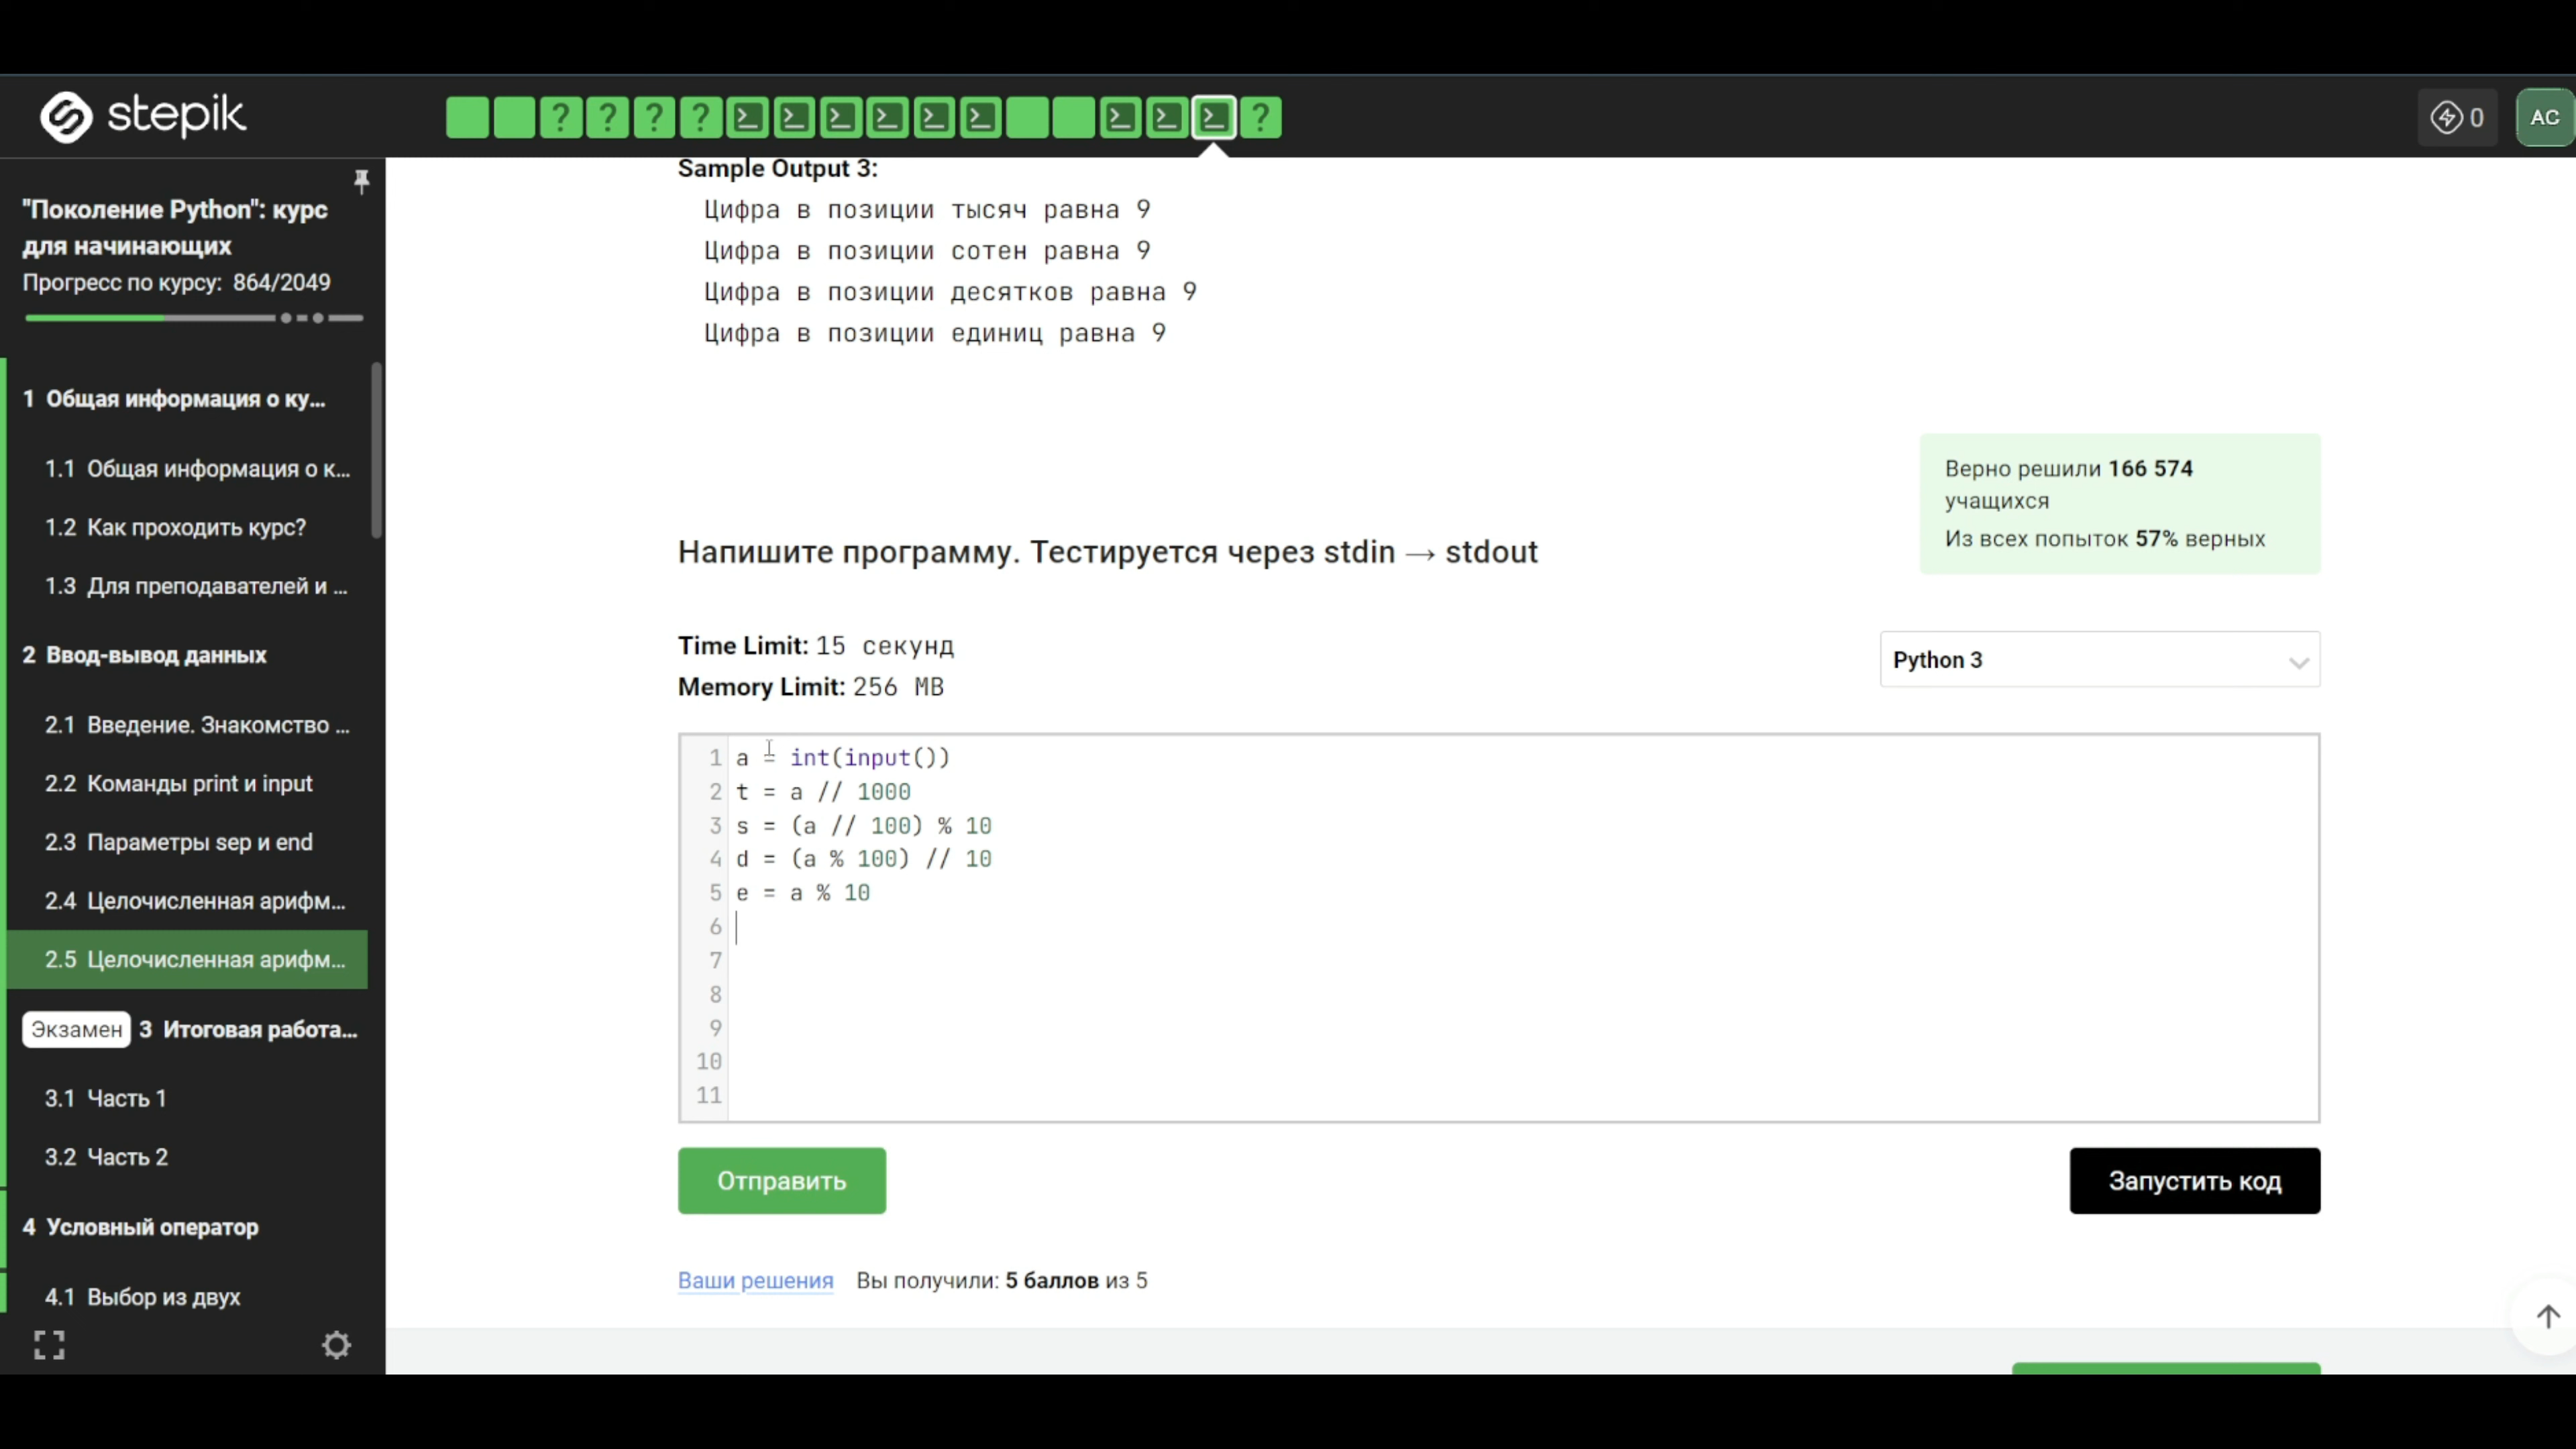 stepik
0
AC
"Поколение Python": курс
для начинающих
Прогресс по курсу: 864/2049
1 Общая информация о ку...
1.1 Общая информация о к...
1.2 Как проходить курс?
1.3 Для преподавателей и ...
2 Ввод-вывод данных
2.1 Введение. Знакомство ...
2.2 Команды print и input
2.3 Параметры sep и end
2.4 Целочисленная арифм...
2.5 Целочисленная арифм...
Экзамен 3 Итоговая работа...
3.1 Часть 1
3.2 Часть 2
4 Условный оператор
4.1 Выбор из двух
Sample Output 3:
Цифра в позиции тысяч равна 9
Цифра в позиции сотен равна 9
Цифра в позиции десятков равна 9
Цифра в позиции единиц равна 9
Верно решили 166 574
учащихся
Из всех попыток 57% верных
Напишите программу. Тестируется через stdin → stdout
Time Limit: 15 секунд
Memory Limit: 256 MB
Python 3
1 a = int(input())
2 t = a // 1000
3 s = (a // 100) % 10
4 d = (a % 100) // 10
5 e = a % 10
6
7
8
9
10
11
Отправить
Запустить код
Ваши решения Вы получили: 5 баллов из 5